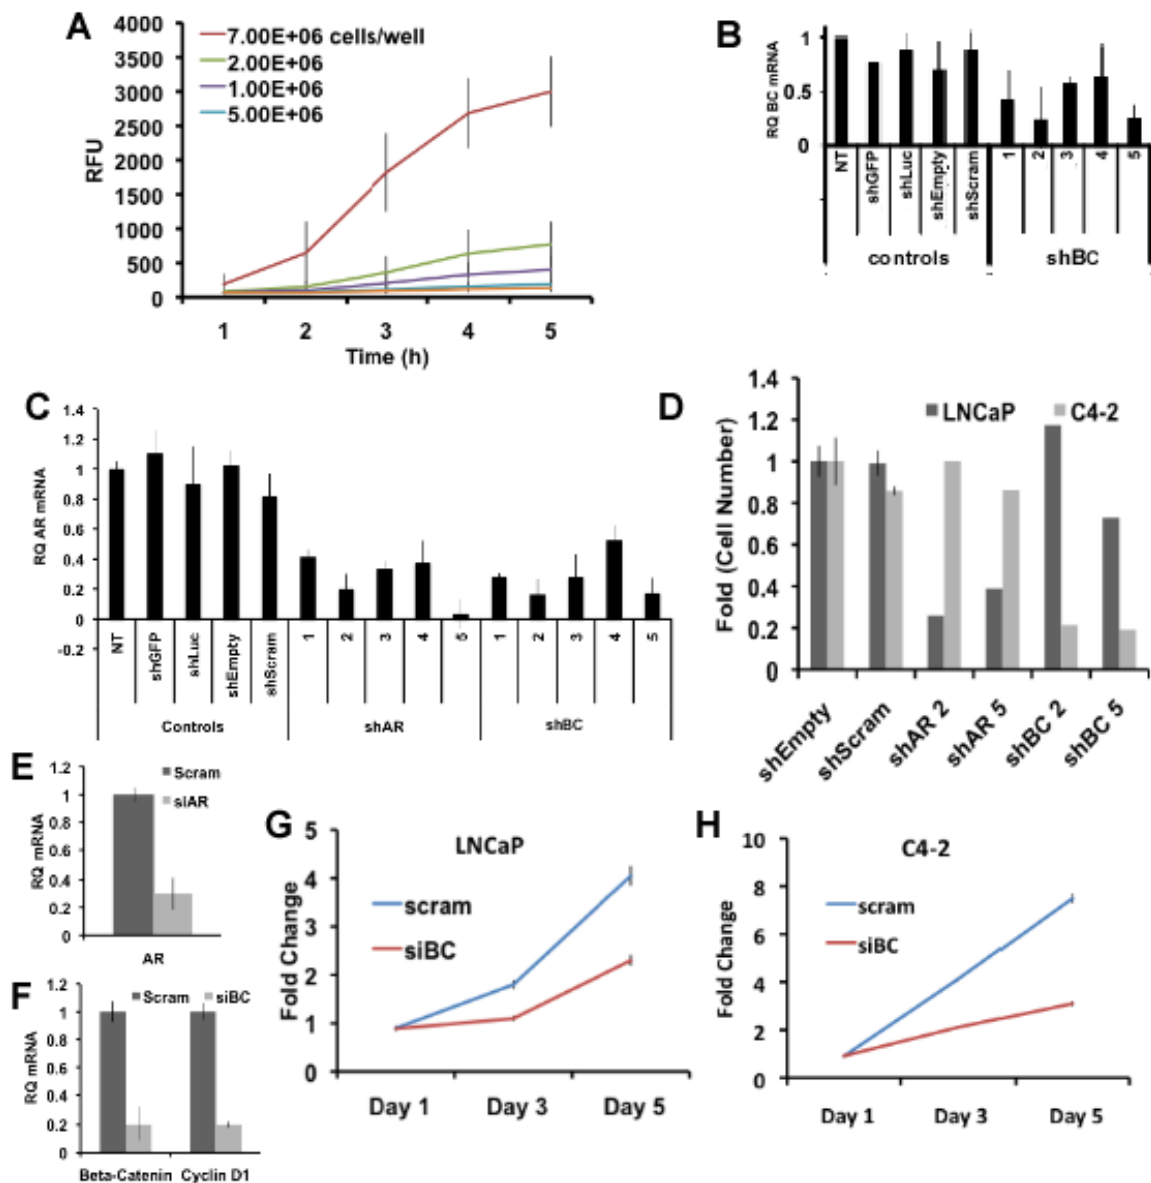 A
4000
3500
3000
2500
2000
1500
1000
500
0
RFU
7.00E+06 cells/well
2.00E+06
1.00E+06
5.00E+06
1 2 3 4 5
Time (h)
B
1
0.5
0
RQ BC mRNA
NT
shGFP
shLuc
shEmpty
shScram
1
2
3
4
5
controls
shBC
C
1.4
1.2
1
0.8
0.6
0.4
0.2
0
-0.2
RQ AR mRNA
NT
shGFP
shLuc
shEmpty
shScram
1
2
3
4
5
1
2
3
4
5
Controls
shAR
shBC
D
1.4
1.2
1
0.8
0.6
0.4
0.2
0
Fold (Cell Number)
LNCaP
C4-2
shEmpty
shScram
shAR 2
shAR 5
shBC 2
shBC 5
E
1.2
1
0.8
0.6
0.4
0.2
0
RQ mRNA
Scram
siAR
AR
F
1.2
1
0.8
0.6
0.4
0.2
0
RQ mRNA
Scram
siBC
Beta-Catenin
Cyclin D1
G
5
4
3
2
1
0
Fold Change
LNCaP
scram
siBC
Day 1
Day 3
Day 5
H
10
8
6
4
2
0
Fold Change
C4-2
scram
siBC
Day 1
Day 3
Day 5